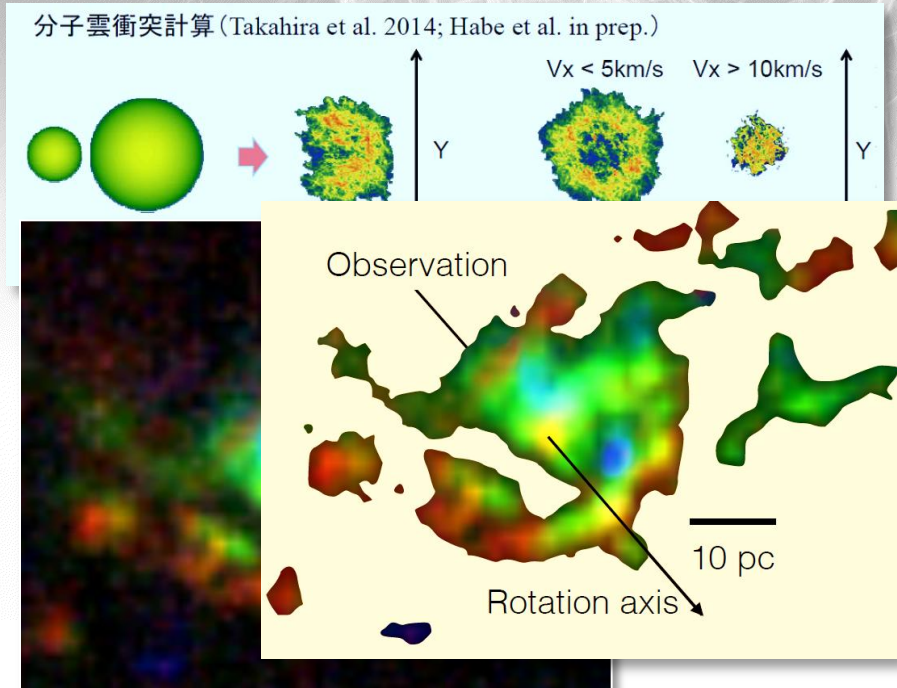 分子雲衝突計算(Takahira et al. 2014; Habe et al. in prep.)
Vx < 5km/s
Vx > 10km/s
Y
Y
Observation
10 pc
Rotation axis